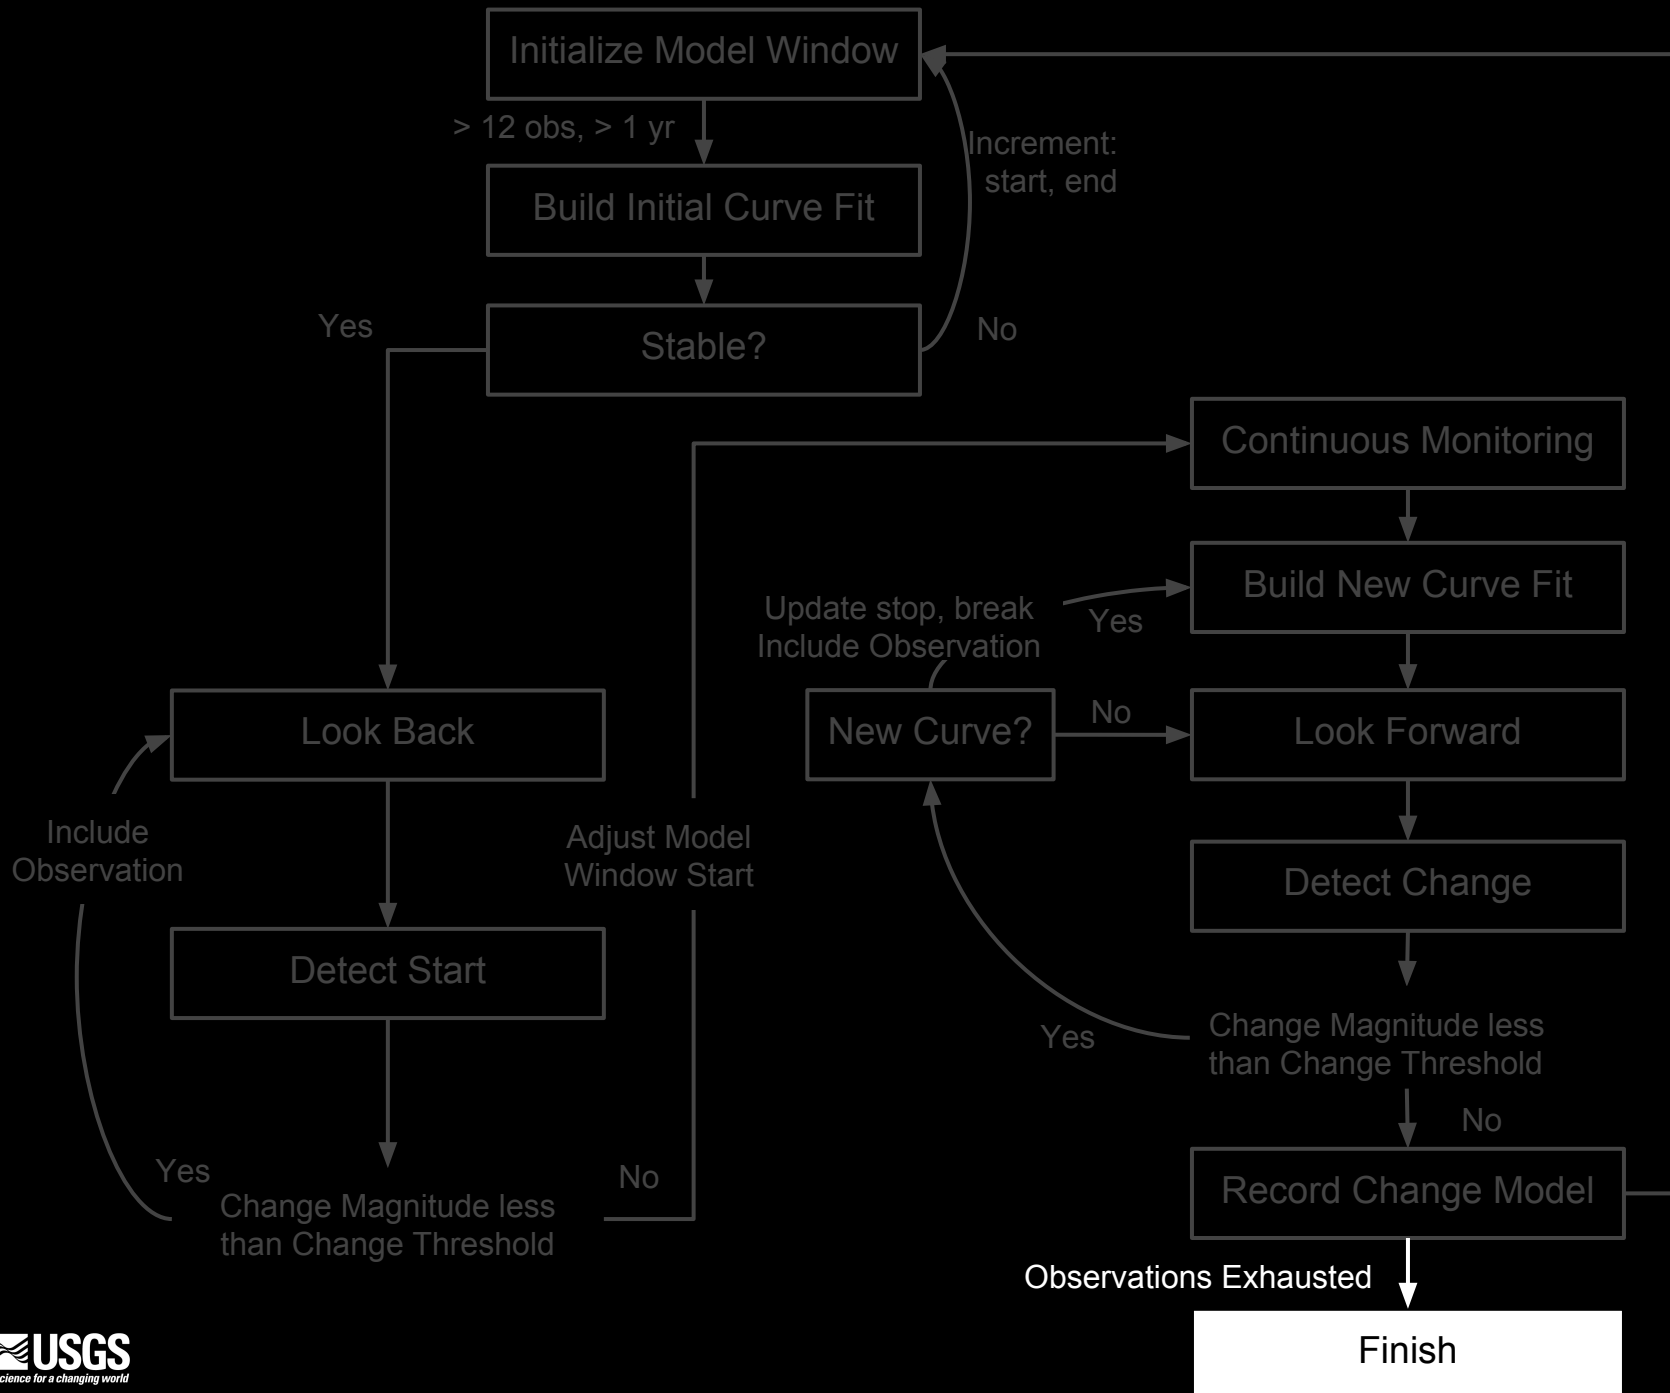 Initialize Model Window
> 12 obs, > 1 yr
Increment:
start, end
Build Initial Curve Fit
Yes
Stable?
No
Continuous Monitoring
Build New Curve Fit
Update stop, break
Include Observation
Yes
Look Back
New Curve?
No
Look Forward
Include
Observation
Adjust Model
Window Start
Detect Change
Detect Start
Yes
Change Magnitude less
than Change Threshold
No
Yes
No
Change Magnitude less
than Change Threshold
Record Change Model
Observations Exhausted
Finish
USGS
science for a changing world